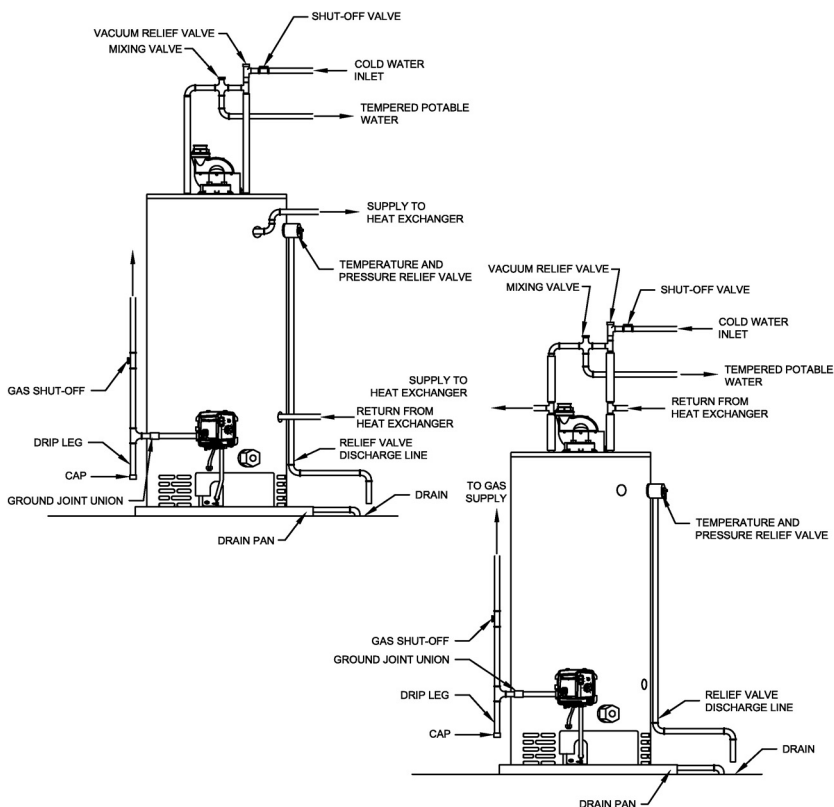 SHUT-OFF VALVE
VACUUM RELIEF VALVE
MIXING VALVE
COLD WATER
INLET
TEMPERED POTABLE
WATER
SUPPLY TO
HEAT EXCHANGER
TEMPERATURE AND
PRESSURE RELIEF VALVE
GAS SHUT-OFF
RETURN FROM
HEAT EXCHANGER
DRIP LEG
RELIEF VALVE
DISCHARGE LINE
CAP
GROUND JOINT UNION
DRAIN
DRAIN PAN
VACUUM RELIEF VALVE
MIXING VALVE
SHUT-OFF VALVE
COLD WATER
INLET
TEMPERED POTABLE
WATER
SUPPLY TO
HEAT EXCHANGER
RETURN FROM
HEAT EXCHANGER
TO GAS
SUPPLY
TEMPERATURE AND
PRESSURE RELIEF VALVE
GAS SHUT-OFF
GROUND JOINT UNION
DRIP LEG
RELIEF VALVE
DISCHARGE LINE
CAP
DRAIN
DRAIN PAN